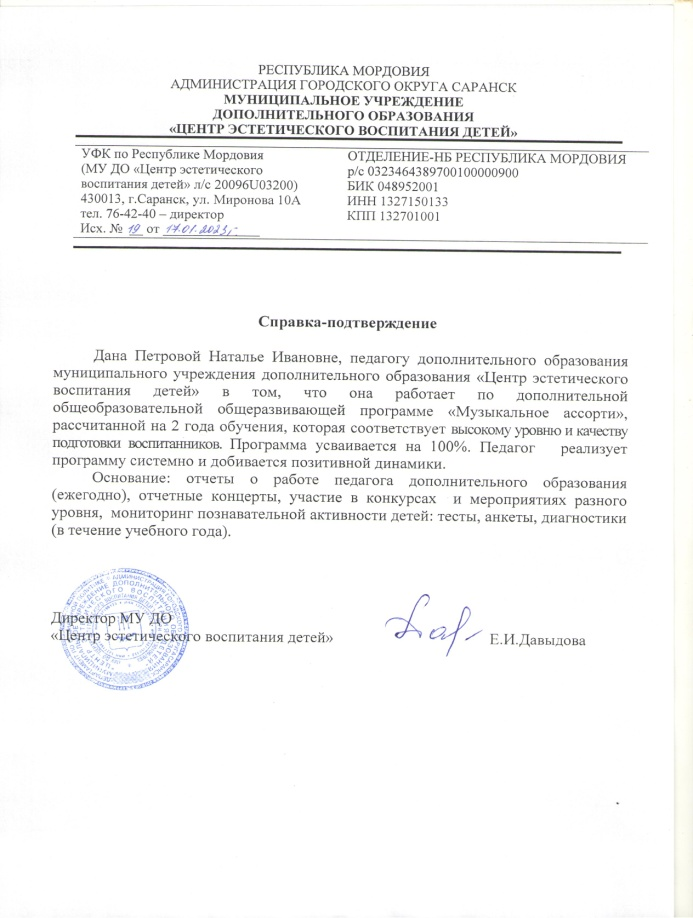 РЕСПУБЛИКА МОРДОВИЯ
АДМИНИСТРАЦИЯ ГОРОДСКОГО ОКРУГА САРАНСК
МУНИЦИПАЛЬНОЕ УЧРЕЖДЕНИЕ
ДОПОЛНИТЕЛЬНОГО ОБРАЗОВАНИЯ
«ЦЕНТР ЭСТЕТИЧЕСКОГО ВОСПИТАНИЯ ДЕТЕЙ»
УФК по Республике Мордовия
(МУ ДО «Центр эстетического
воспитания детей» л/с 20096U03200)
430013, г.Саранск, ул. Миронова 10А
тел. 76-42-40 – директор
Исх. № 19 от 17.01.2023г.
ОТДЕЛЕНИЕ-НБ РЕСПУБЛИКА МОРДОВИЯ
р/с 0323464389700100000900
БИК 048952001
ИНН 1327150133
КПП 132701001
Справка-подтверждение
Дана Петровой Наталье Ивановне, педагогу дополнительного образования
муниципального учреждения дополнительного образования «Центр эстетического
воспитания детей» в том, что она работает по дополнительной
общеобразовательной общеразвивающей программе «Музыкальное ассорти»,
рассчитанной на 2 года обучения, которая соответствует высокому уровню и качеству
подготовки воспитанников. Программа усваивается на 100%. Педагог реализует
программу системно и добивается позитивной динамики.
Основание: отчеты о работе педагога дополнительного образования
(ежегодно), отчетные концерты, участие в конкурсах и мероприятиях разного
уровня, мониторинг познавательной активности детей: тесты, анкеты, диагностики
(в течение учебного года).
Директор МУ ДО
«Центр эстетического воспитания детей»
Е.И.Давыдова